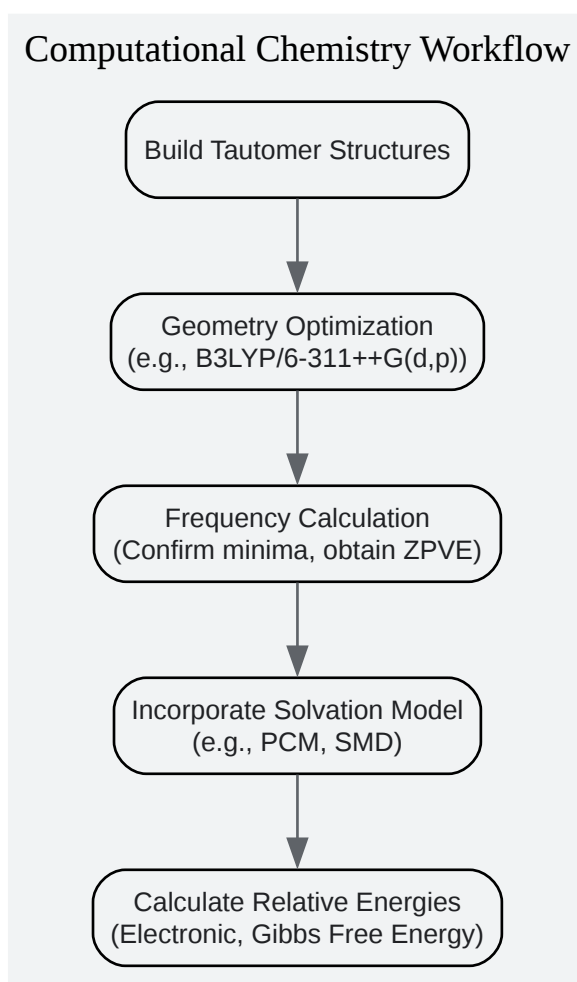 Computational Chemistry Workflow
Build Tautomer Structures
Geometry Optimization
(e.g., B3LYP/6-311++G(d,p))
Frequency Calculation
(Confirm minima, obtain ZPVE)
Incorporate Solvation Model
(e.g., PCM, SMD)
Calculate Relative Energies
(Electronic, Gibbs Free Energy)